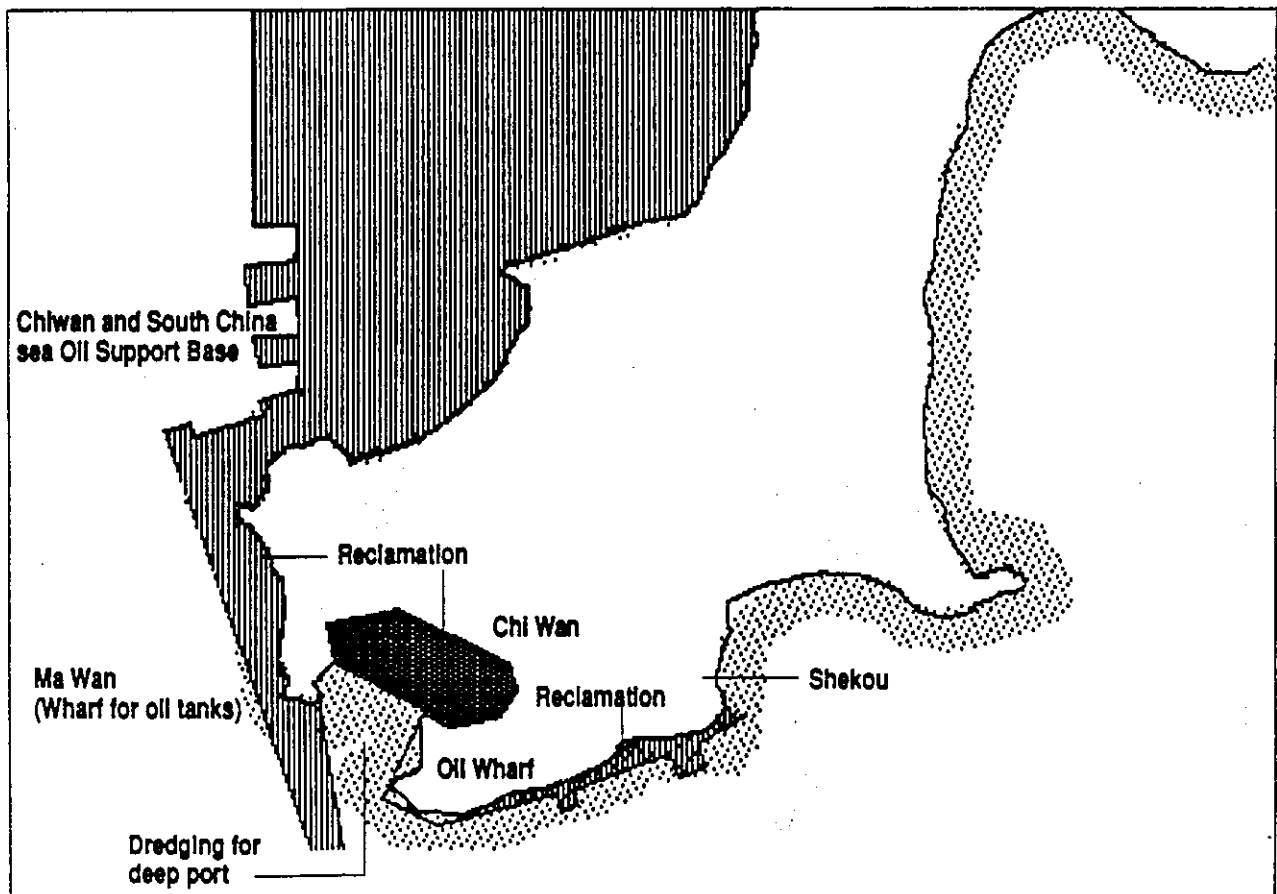 Chiwan and South China
sea Oil Support Base
Reclamation
Chi Wan
Ma Wan
(Wharf for oil tanks)
Reclamation
Shekou
Oil Wharf
Dredging for
deep port